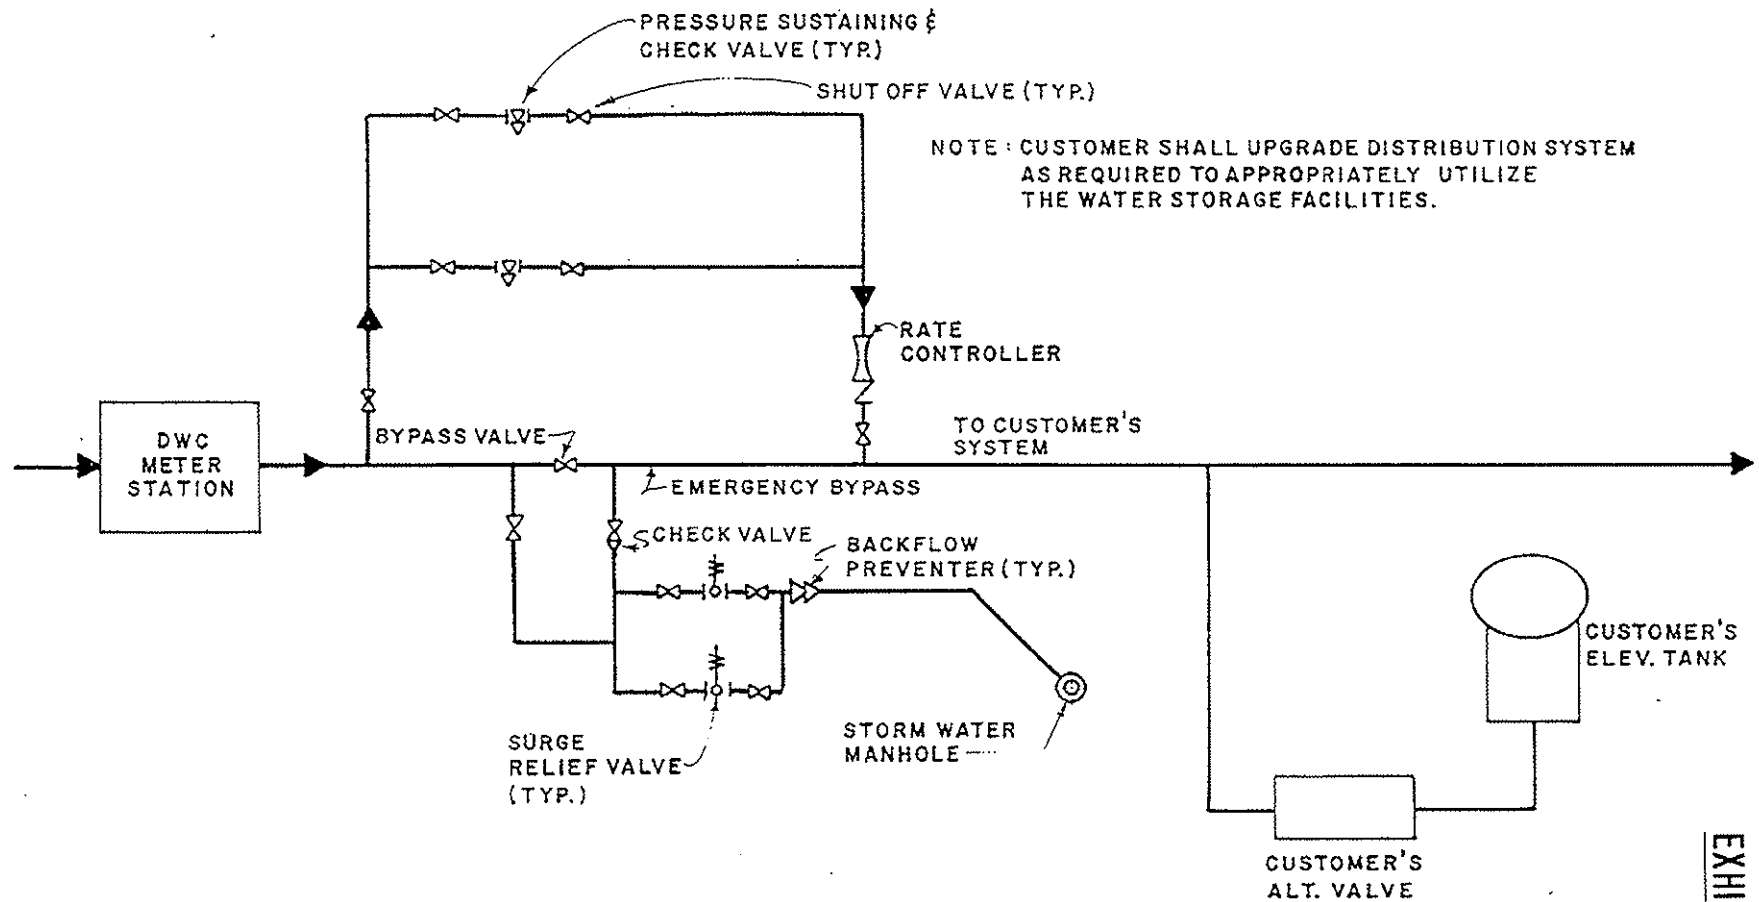 PRESSURE SUSTAINING &
CHECK VALVE (TYP.)
SHUT OFF VALVE (TYP.)
NOTE : CUSTOMER SHALL UPGRADE DISTRIBUTION SYSTEM
AS REQUIRED TO APPROPRIATELY UTILIZE
THE WATER STORAGE FACILITIES.
RATE
CONTROLLER
DWC
METER
STATION
BYPASS VALVE
TO CUSTOMER'S
SYSTEM
EMERGENCY BYPASS
CHECK VALVE
BACKFLOW
PREVENTER (TYP.)
CUSTOMER'S
ELEV. TANK
SURGE
RELIEF VALVE
(TYP.)
STORM WATER
MANHOLE
CUSTOMER'S
ALT. VALVE
EXHI